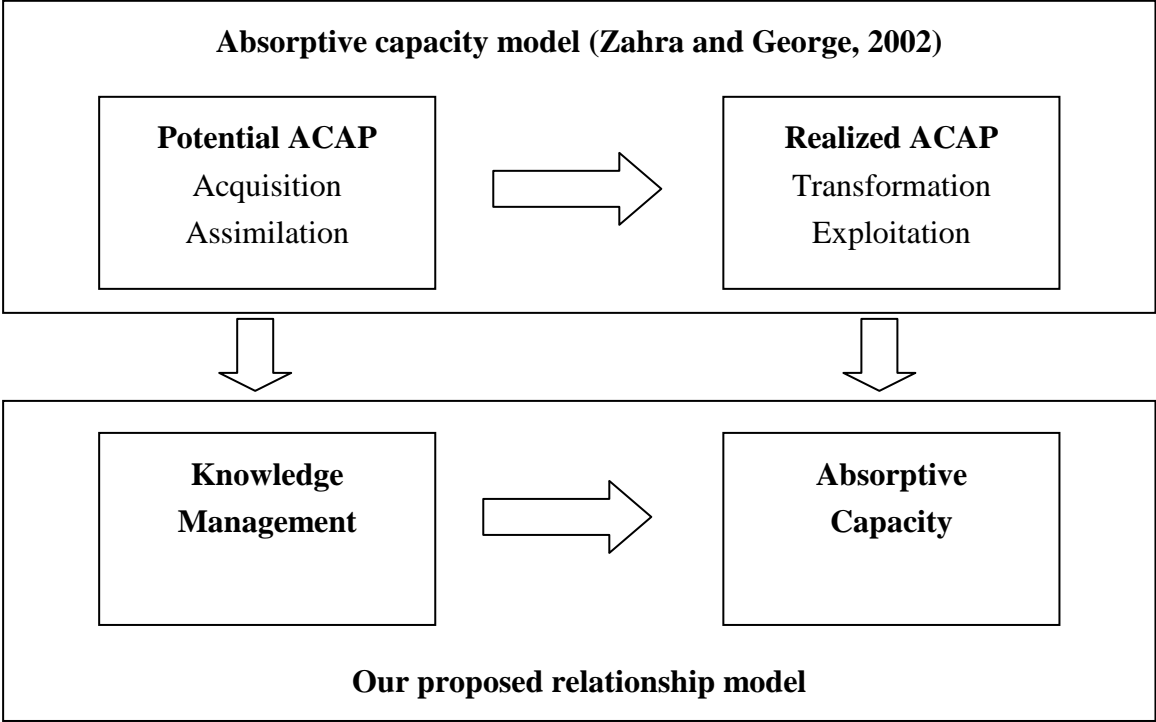 Absorptive capacity model (Zahra and George, 2002)
Potential ACAP
Acquisition
Assimilation
Realized ACAP
Transformation
Exploitation
Knowledge
Management
Absorptive
Capacity
Our proposed relationship model